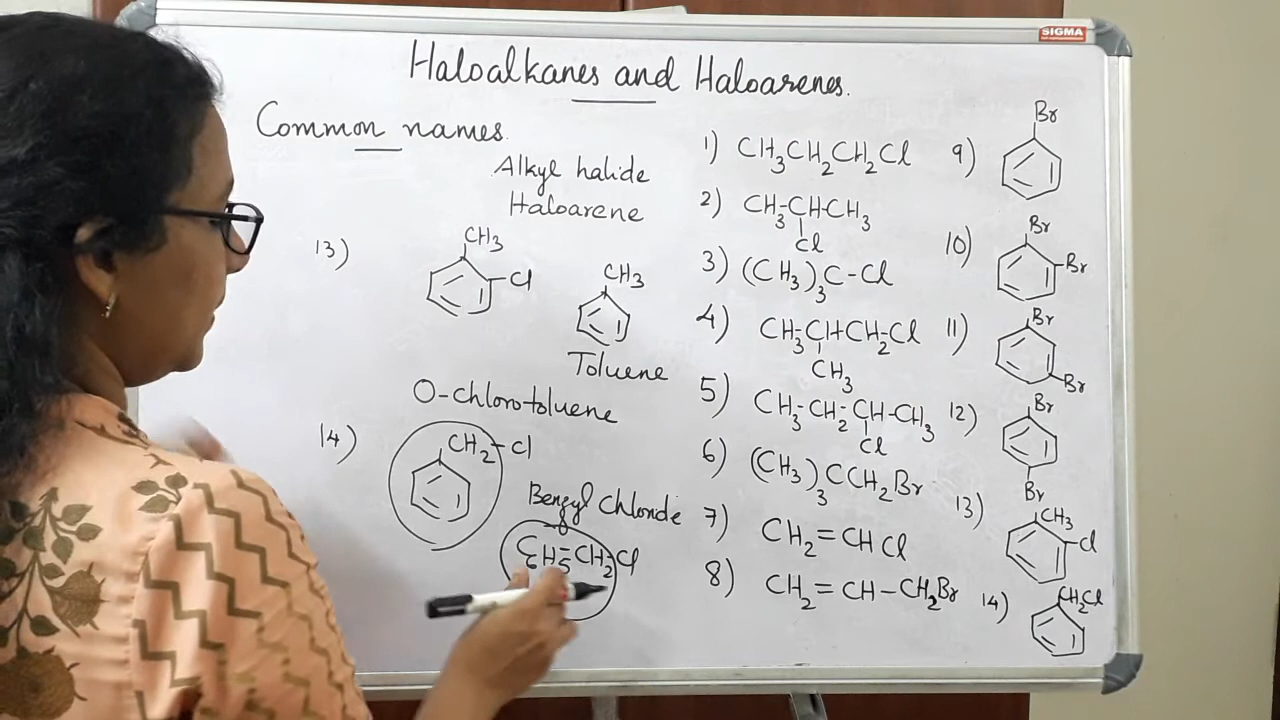 SIGMA
Haloalkanes and Haloarenes.
Common names.
Alkyl halide
Haloarene
13)
CH3
Cl
CH3
Toluene
O-chlorotoluene
14)
CH2-Cl
Benzyl chloride
C6H5-CH2-Cl
1) CH3CH2CH2Cl
2) CH3-CH-CH3
Cl
3) (CH3)3C-Cl
4) CH3-CH-CH2-Cl
CH3
5) CH3-CH2-CH-CH3
Cl
6) (CH3)3CCH2Br
7) CH2=CHCl
8) CH2=CH-CH2Br
9)
Br
10)
Br
Br
11)
Br
Br
12)
Br
Br
13)
CH3
Cl
14)
CH2Cl